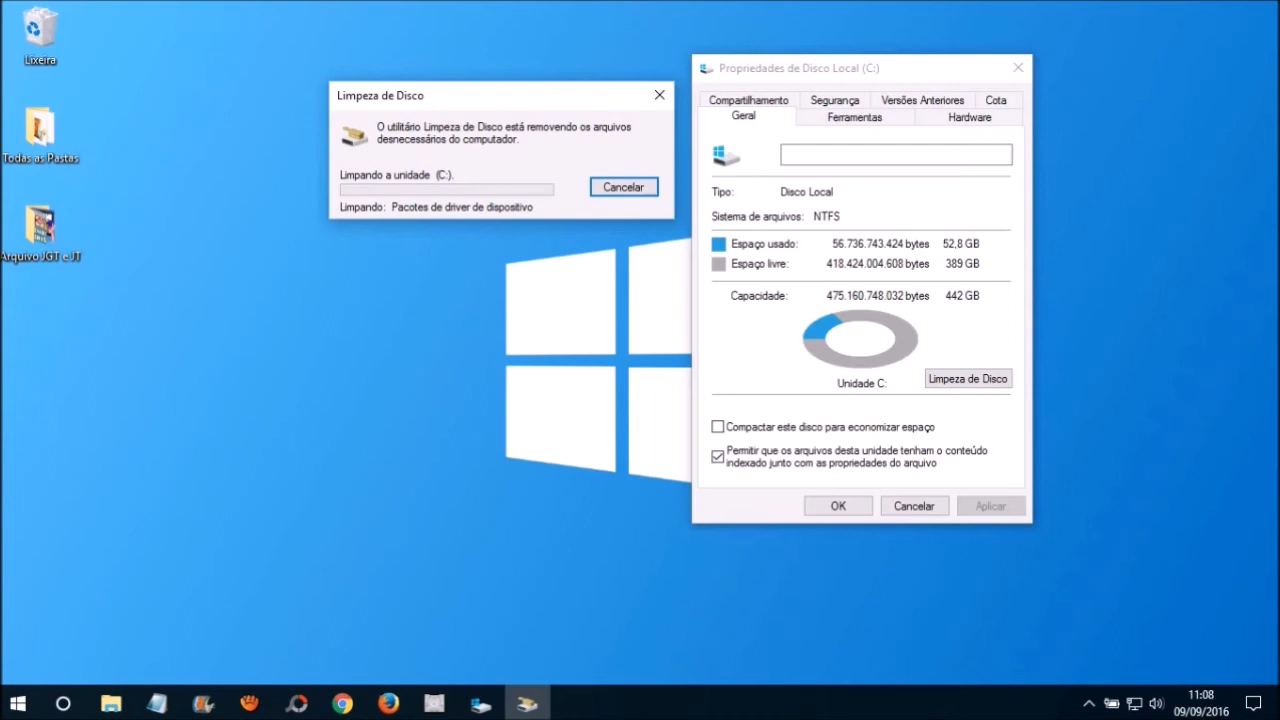 Lixeira
Todas as Pastas
Arquivo JGT e JT
Limpeza de Disco
O utilitário Limpeza de Disco está removendo os arquivos
desnecessários do computador.
Limpando a unidade (C:).
Cancelar
Limpando: Pacotes de driver de dispositivo
Propriedades de Disco Local (C:)
Compartilhamento Segurança Versões Anteriores Cota
Geral Ferramentas Hardware
Tipo: Disco Local
Sistema de arquivos: NTFS
Espaço usado: 56.736.743.424 bytes 52,8 GB
Espaço livre: 418.424.004.608 bytes 389 GB
Capacidade: 475.160.748.032 bytes 442 GB
Unidade C:
Limpeza de Disco
Compactar este disco para economizar espaço
Permitir que os arquivos desta unidade tenham o conteúdo
indexado junto com as propriedades do arquivo
OK Cancelar Aplicar
11:08
09/09/2016